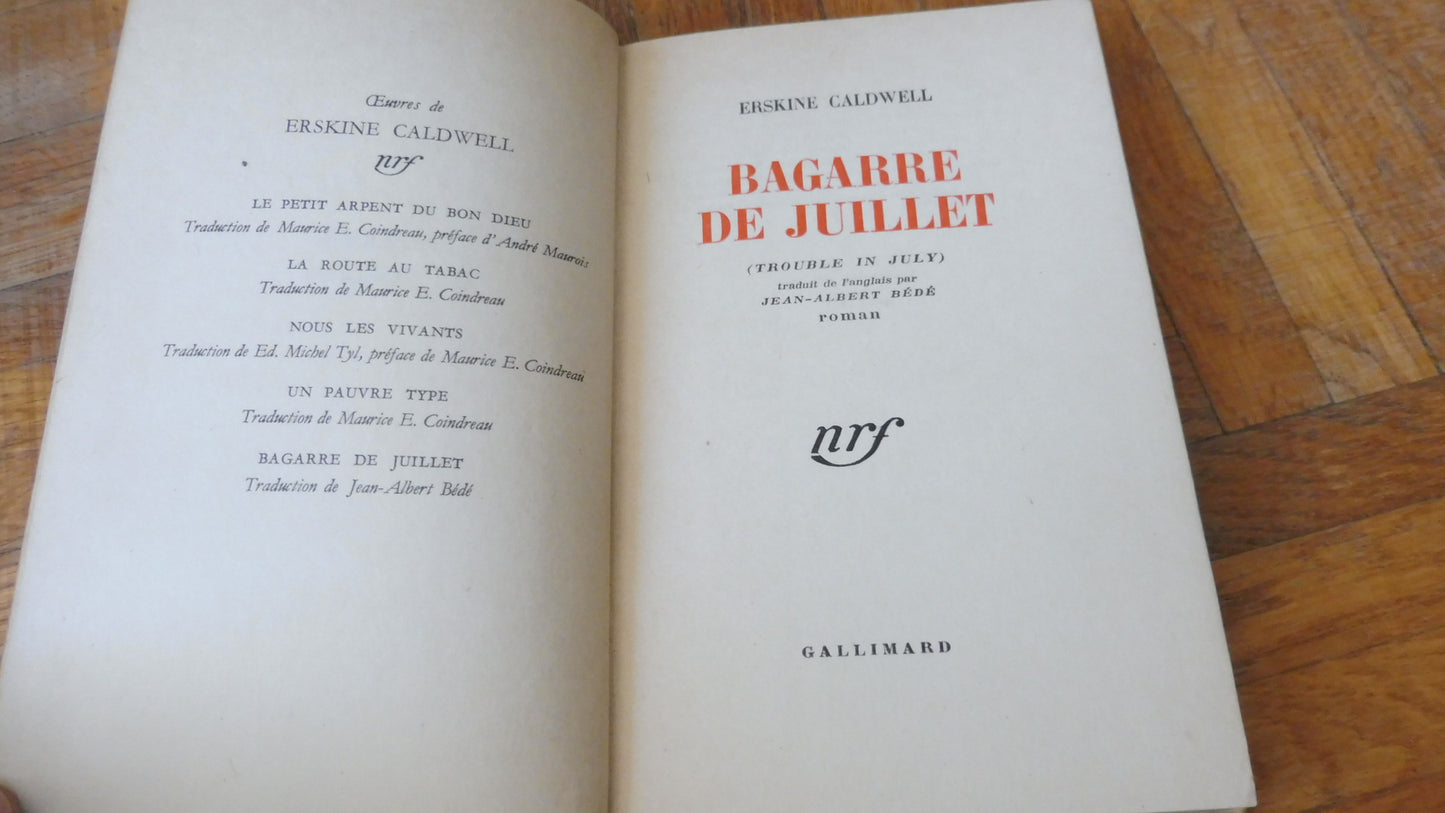 Œuvres de
ERSKINE CALDWELL
nrf
LE PETIT ARPENT DU BON DIEU
Traduction de Maurice E. Coindreau, préface d'André Maurois
LA ROUTE AU TABAC
Traduction de Maurice E. Coindreau
NOUS LES VIVANTS
Traduction de Ed. Michel Tyl, préface de Maurice E. Coindreau
UN PAUVRE TYPE
Traduction de Maurice E. Coindreau
BAGARRE DE JUILLET
Traduction de Jean-Albert Bédé
ERSKINE CALDWELL
BAGARRE
DE JUILLET
(TROUBLE IN JULY)
traduit de l'anglais par
JEAN-ALBERT BÉDÉ
roman
nrf
GALLIMARD